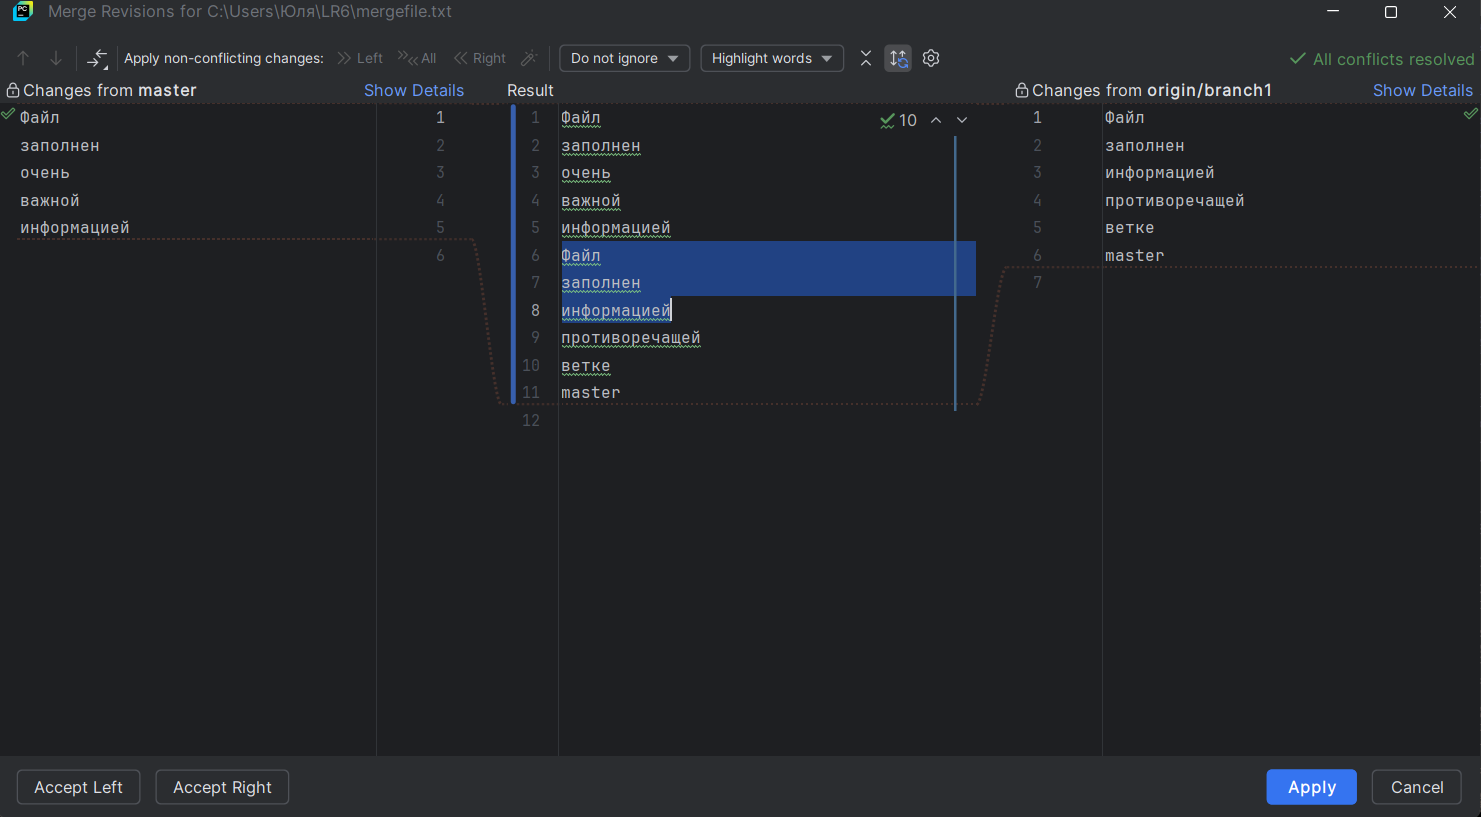 PC
Merge Revisions for C:\Users\Юля\LR6\mergefile.txt
Apply non-conflicting changes: Left All Right Do not ignore Highlight words All conflicts resolved
Changes from master Show Details Result Changes from origin/branch1 Show Details
Файл 1
заполнен 2
очень 3
важной 4
информацией 5
6
1 Файл 10
2 заполнен
3 очень
4 важной
5 информацией
6 Файл
7 заполнен
8 информацией
9 противоречащей
10 ветке
11 master
12
1 Файл
2 заполнен
3 информацией
4 противоречащей
5 ветке
6 master
7
Accept Left Accept Right Apply Cancel